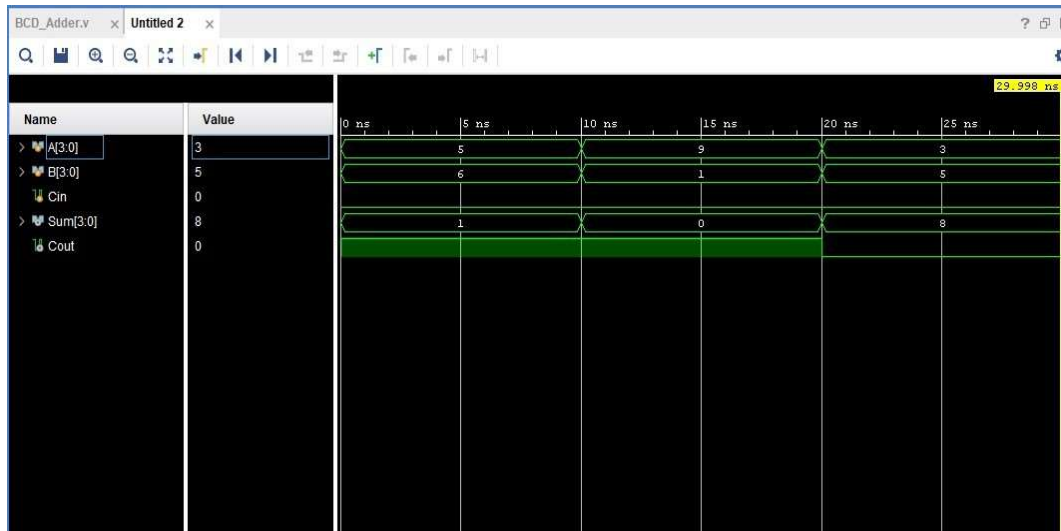 BCD_Adder.v × Untitled 2 × ?
29.998 ns
Name Value 0 ns 5 ns 10 ns 15 ns 20 ns 25 ns
A[3:0] 3 5 9 3
B[3:0] 5 6 1 5
Cin 0
Sum[3:0] 8 1 0 8
Cout 0